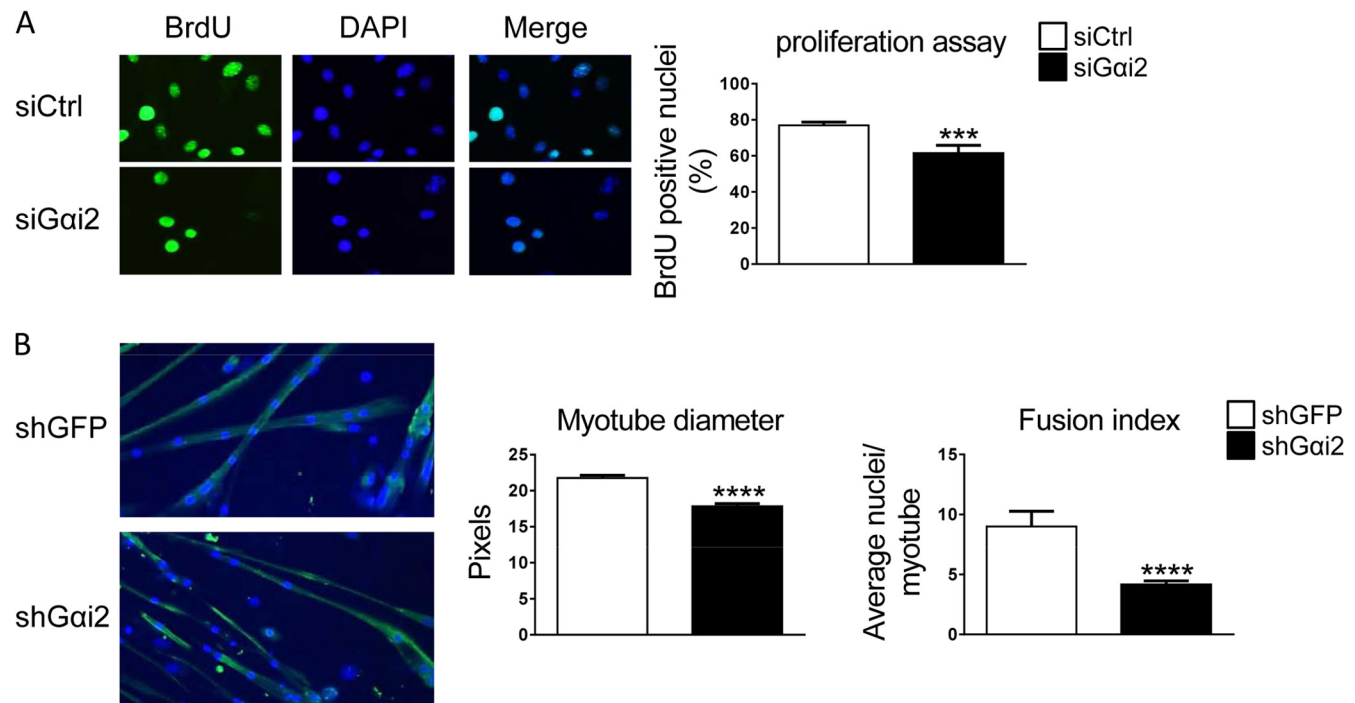 A
BrdU
DAPI
Merge
siCtrl
siGαi2
proliferation assay
siCtrl
siGαi2
BrdU positive nuclei
(%)
100
80
60
40
20
0
***
B
shGFP
shGαi2
Myotube diameter
Pixels
25
20
15
10
5
0
****
Fusion index
shGFP
shGαi2
Average nuclei/
myotube
15
10
5
0
****